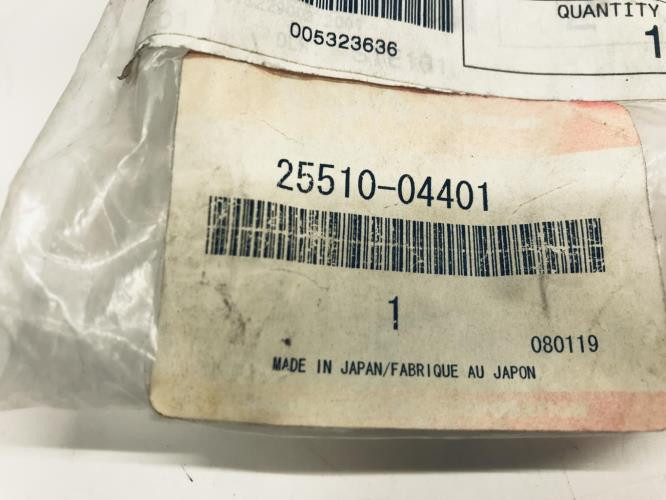 005323636
QUANTITY
1
25510-04401
1
080119
MADE IN JAPAN/FABRIQUE AU JAPON